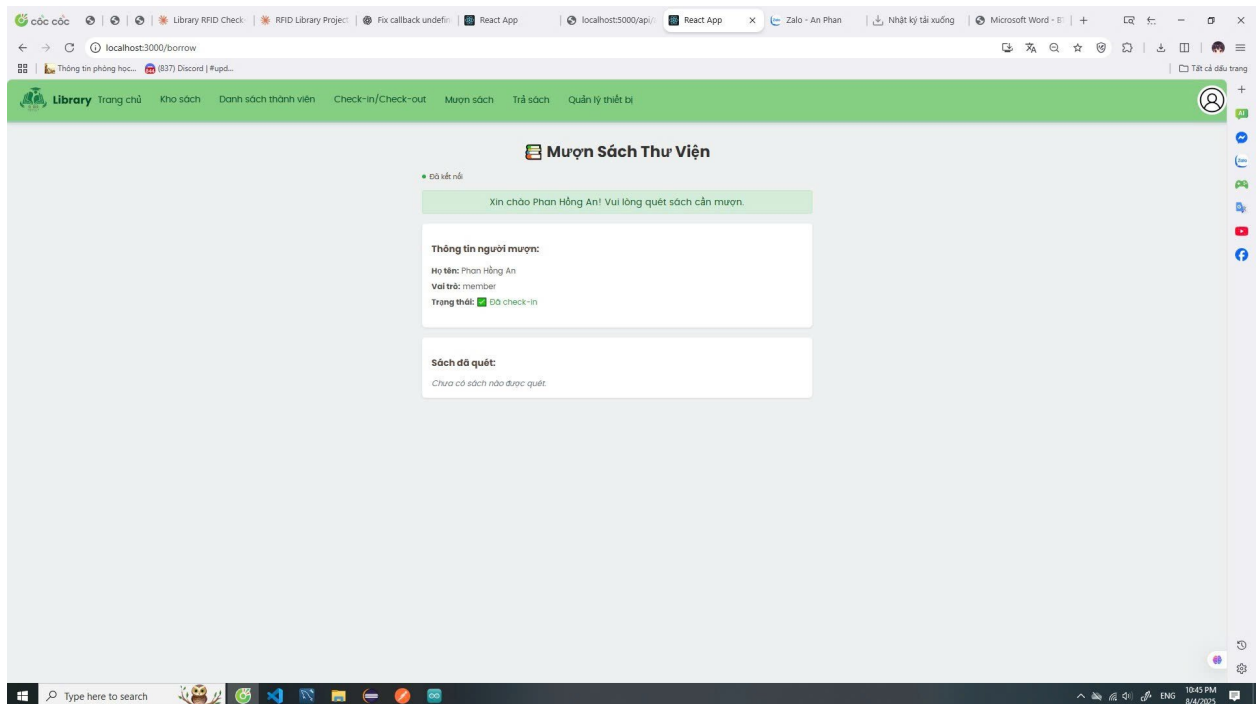 cốc cốc
Library RFID Check
RFID Library Project
Fix callback undefin
React App
localhost:5000/api/
React App
Zalo - An Phan
Nhật ký tải xuống
Microsoft Word - B
localhost:3000/borrow
Thông tin phòng học...
(837) Discord | #upd...
Tất cả dấu trang
Library Trang chủ Kho sách Danh sách thành viên Check-in/Check-out Mượn sách Trả sách Quản lý thiết bị
AI
Mượn Sách Thư Viện
Đã kết nối
Xin chào Phan Hồng An! Vui lòng quét sách cần mượn.
Thông tin người mượn:
Họ tên: Phan Hồng An
Vai trò: member
Trạng thái: ✅ Đã check-in
Sách đã quét:
Chưa có sách nào được quét.
Type here to search
ENG
10:45 PM
8/4/2025